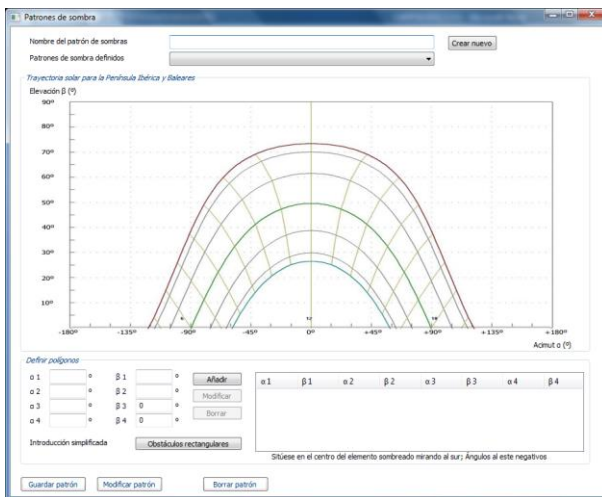 Patrones de sombra
Nombre del patrón de sombras
Crear nuevo
Patrones de sombra definidos
Trayectoria solar para la Península Ibérica y Baleares
Elevación β (º)
90º
80º
70º
60º
50º
40º
30º
20º
10º
12
-180º -135º -90º -45º 0º +45º +90º +135º +180º
Acimut α (º)
Definir polígonos
α 1 º β 1 º Añadir
α 2 º β 2 º Modificar
α 3 º β 3 0 º Borrar
α 4 º β 4 0 º
α 1 β 1 α 2 β 2 α 3 β 3 α 4 β 4
Introducción simplificada Obstáculos rectangulares
Sitúese en el centro del elemento sombreado mirando al sur; Ángulos al este negativos
Guardar patrón Modificar patrón Borrar patrón